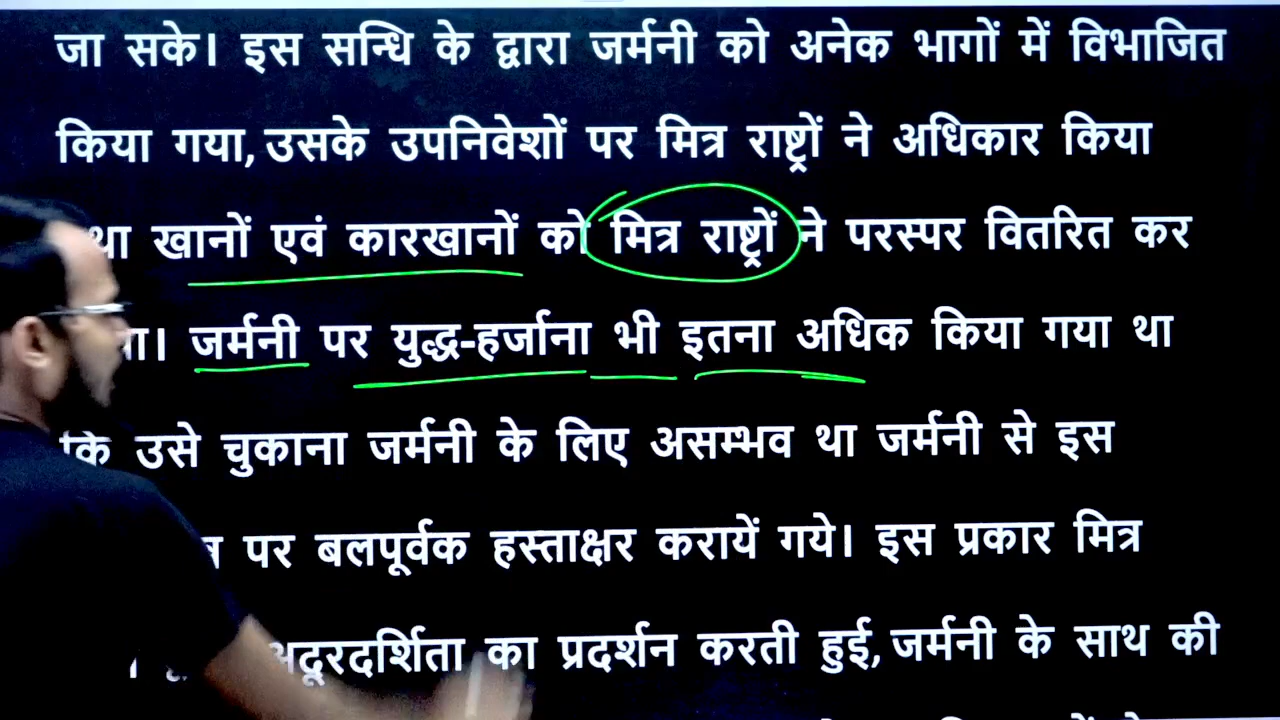 जा सके। इस सन्धि के द्वारा जर्मनी को अनेक भागों में विभाजित
किया गया, उसके उपनिवेशों पर मित्र राष्ट्रों ने अधिकार किया
खानों एवं कारखानों को मित्र राष्ट्रों ने परस्पर वितरित कर
जर्मनी पर युद्ध-हर्जाना भी इतना अधिक किया गया था
कि उसे चुकाना जर्मनी के लिए असम्भव था जर्मनी से इस
पर बलपूर्वक हस्ताक्षर करायें गये। इस प्रकार मित्र
अदूरदर्शिता का प्रदर्शन करती हुई, जर्मनी के साथ की